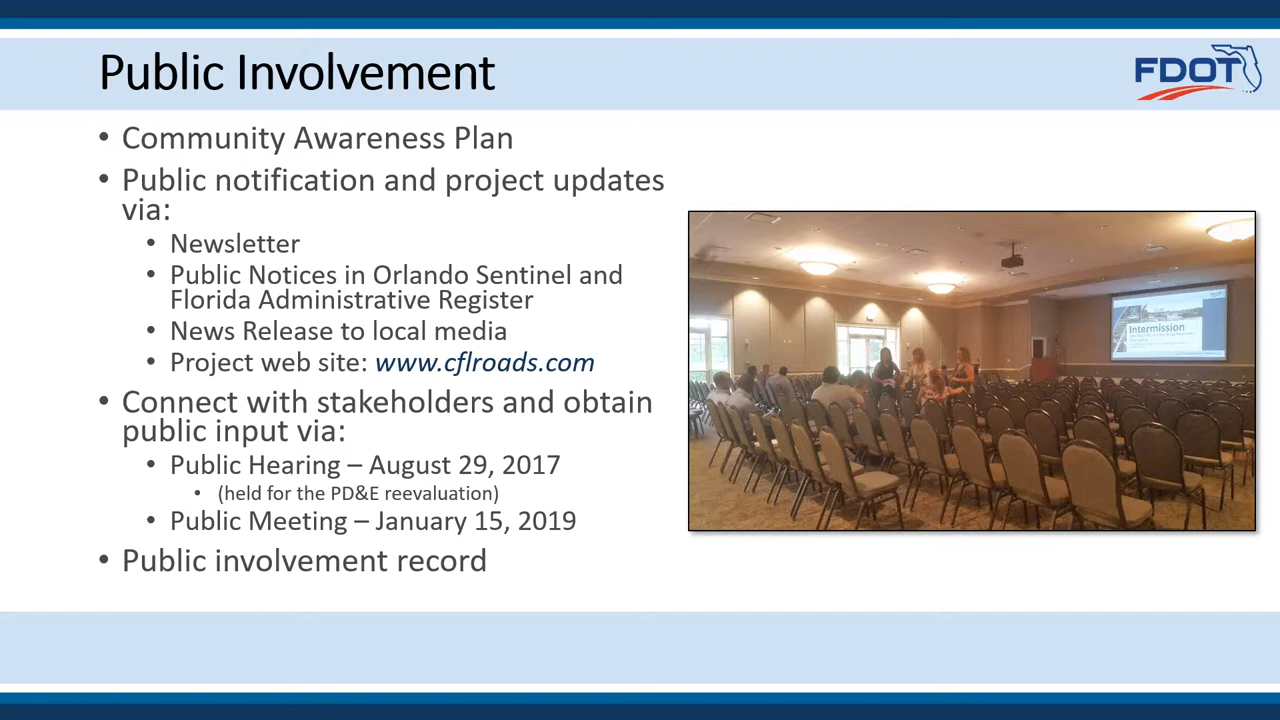 Public Involvement
FDOT
• Community Awareness Plan
• Public notification and project updates
via:
• Newsletter
• Public Notices in Orlando Sentinel and
Florida Administrative Register
• News Release to local media
• Project web site: www.cflroads.com
• Connect with stakeholders and obtain
public input via:
• Public Hearing – August 29, 2017
• (held for the PD&E reevaluation)
• Public Meeting – January 15, 2019
• Public involvement record
Intermission